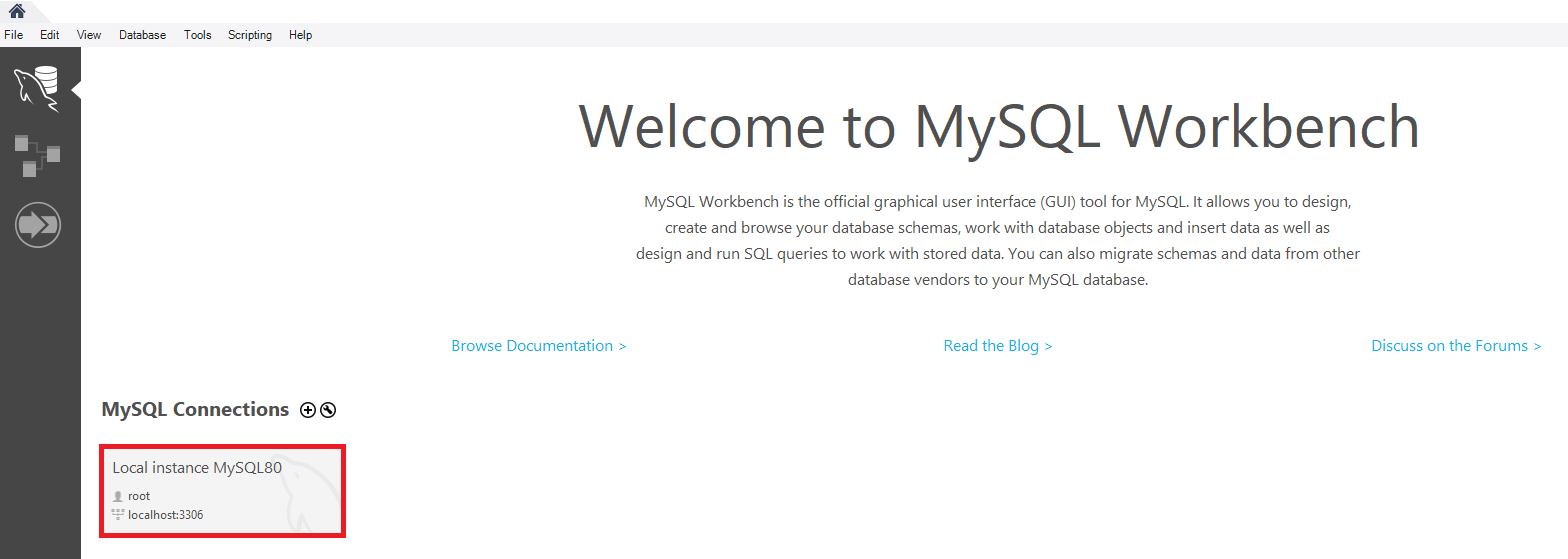 File Edit View Database Tools Scripting Help
Welcome to MySQL Workbench
MySQL Workbench is the official graphical user interface (GUI) tool for MySQL. It allows you to design,
create and browse your database schemas, work with database objects and insert data as well as
design and run SQL queries to work with stored data. You can also migrate schemas and data from other
database vendors to your MySQL database.
Browse Documentation > Read the Blog > Discuss on the Forums >
MySQL Connections
Local instance MySQL80
root
localhost:3306